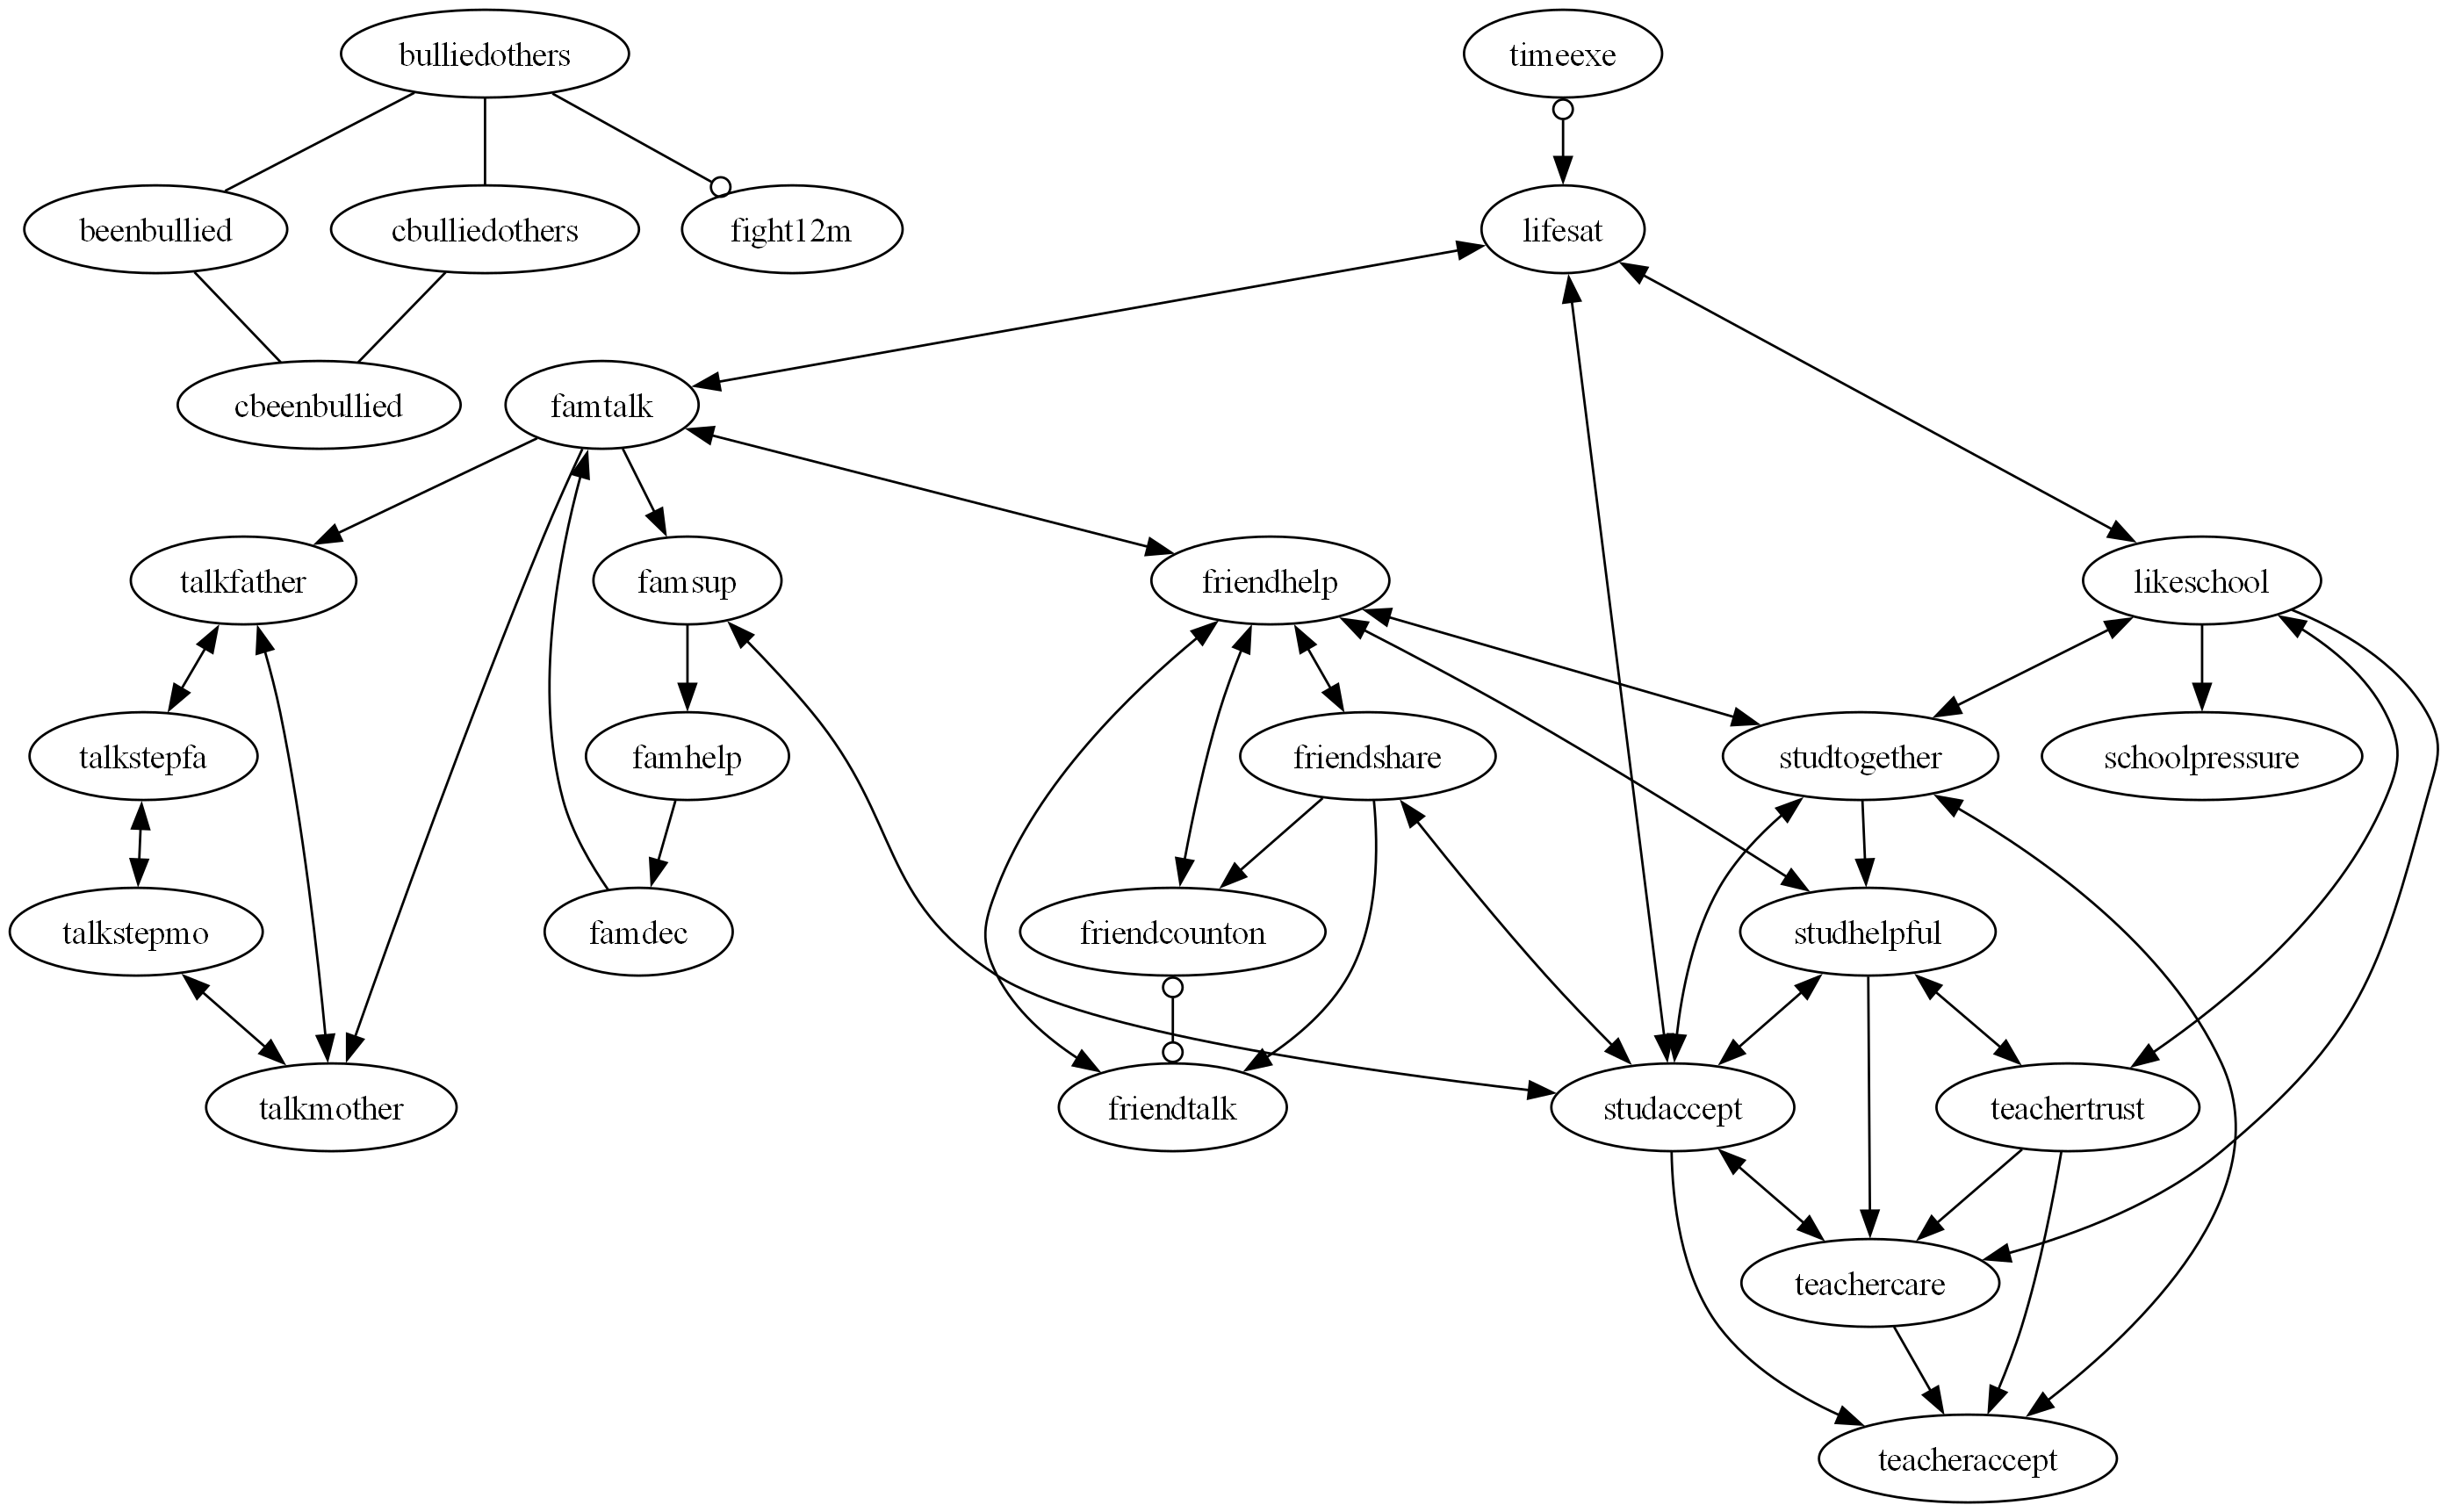 bulliedothers
timeexe
beenbullied
cbulliedothers
fight12m
lifesat
cbeenbullied
famtalk
talkfather
famsup
friendhelp
likeschool
talkstepfa
famhelp
friendshare
studtogether
schoolpressure
talkstepmo
famdec
friendcounton
studhelpful
talkmother
friendtalk
studaccept
teachertrust
teachercare
teacheraccept